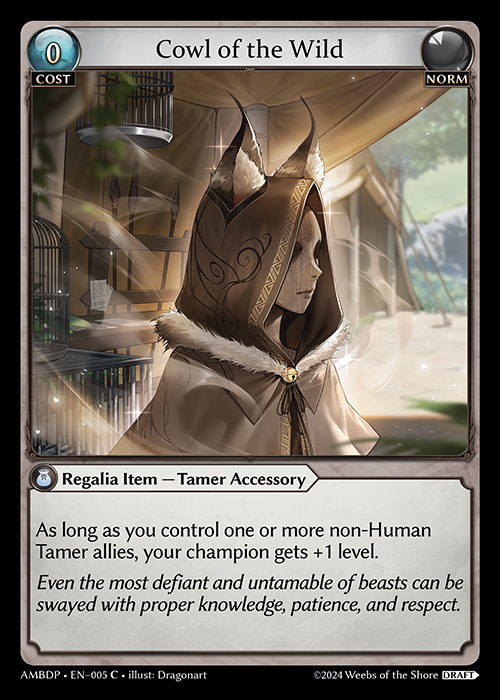 0
Cowl of the Wild
COST
NORM
Regalia Item — Tamer Accessory
As long as you control one or more non-Human
Tamer allies, your champion gets +1 level.
Even the most defiant and untamable of beasts can be
swayed with proper knowledge, patience, and respect.
AMBDP • EN–005 C • illust: Dragonart
©2024 Weebs of the Shore DRAFT